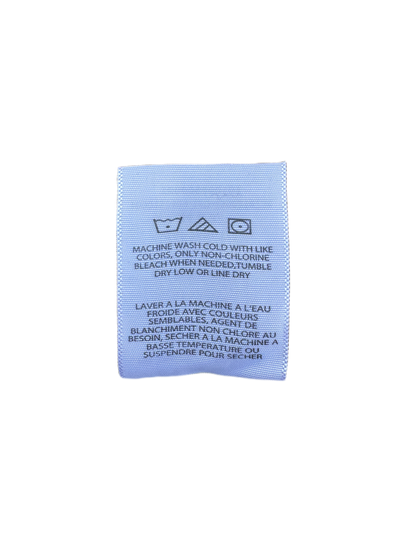 MACHINE WASH COLD WITH LIKE
COLORS, ONLY NON-CHLORINE
BLEACH WHEN NEEDED,TUMBLE
DRY LOW OR LINE DRY
LAVER A LA MACHINE A L'EAU
FROIDE AVEC COULEURS
SEMBLABLES, AGENT DE
BLANCHIMENT NON CHLORE AU
BESOIN, SECHER A LA MACHINE A
BASSE TEMPERATURE OU
SUSPENDRE POUR SECHER